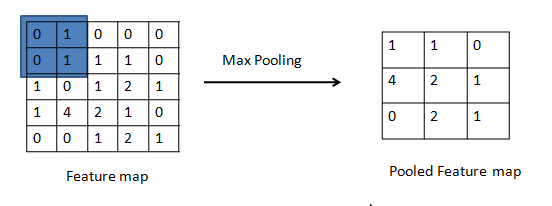 0 1 0 0 0
0 1 1 1 0
1 0 1 2 1
1 4 2 1 0
0 0 1 2 1
Feature map
Max Pooling
1 1 0
4 2 1
0 2 1
Pooled Feature map